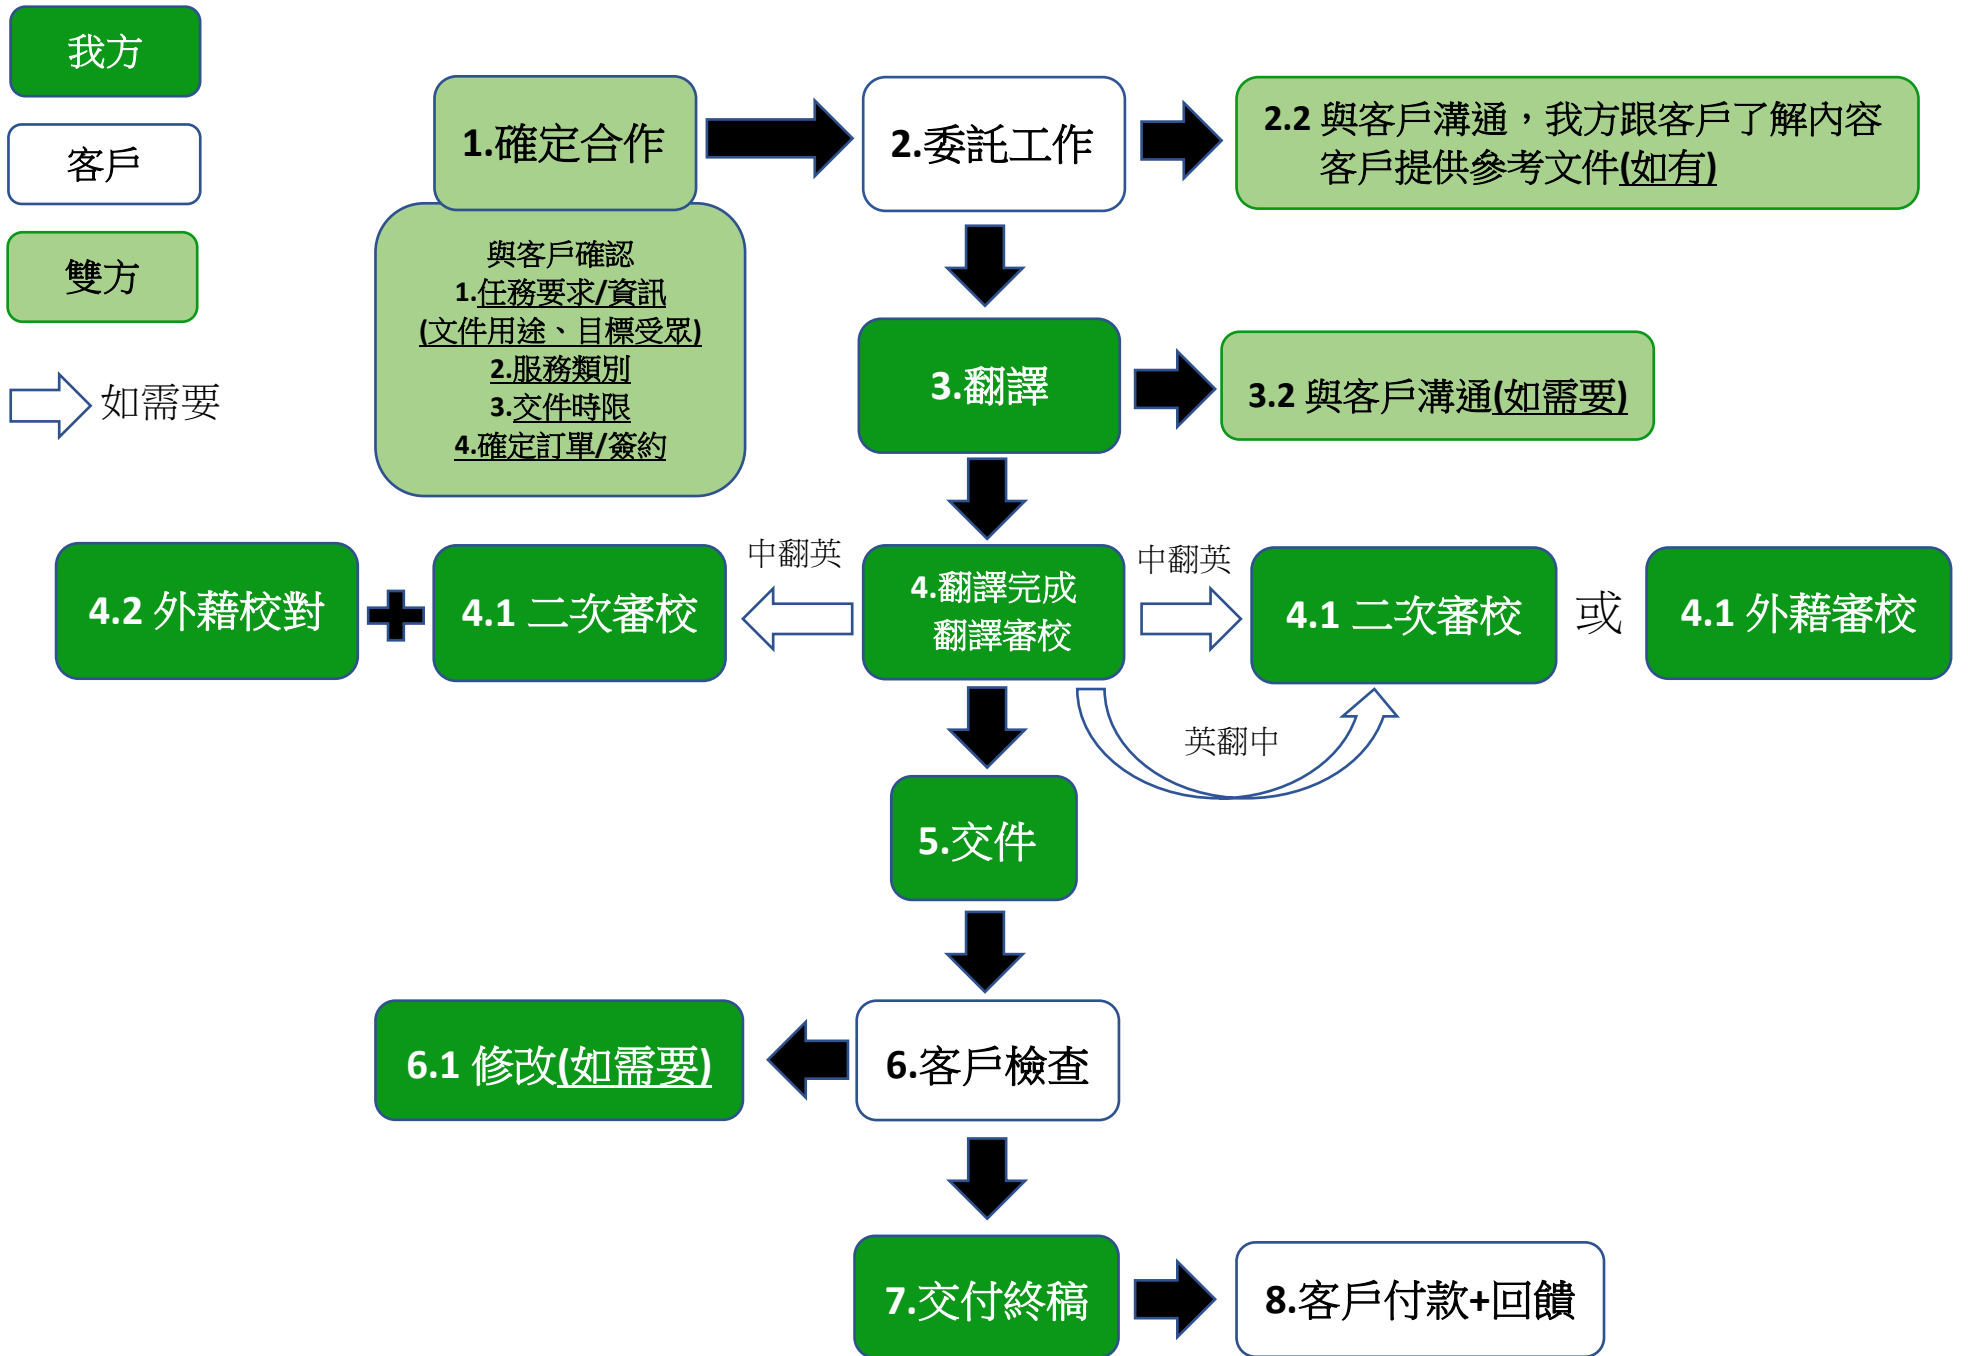 我方
客戶
雙方
如需要
1.確定合作
與客戶確認
1.任務要求/資訊
(文件用途、目標受眾)
2.服務類別
3.交件時限
4.確定訂單/簽約
2.委託工作
2.2 與客戶溝通，我方跟客戶了解內容
客戶提供參考文件(如有)
3.翻譯
3.2 與客戶溝通(如需要)
4.2 外藉校對
4.1 二次審校
中翻英
4.翻譯完成
翻譯審校
中翻英
4.1 二次審校
或
4.1 外藉審校
英翻中
5.交件
6.1 修改(如需要)
6.客戶檢查
7.交付終稿
8.客戶付款+回饋